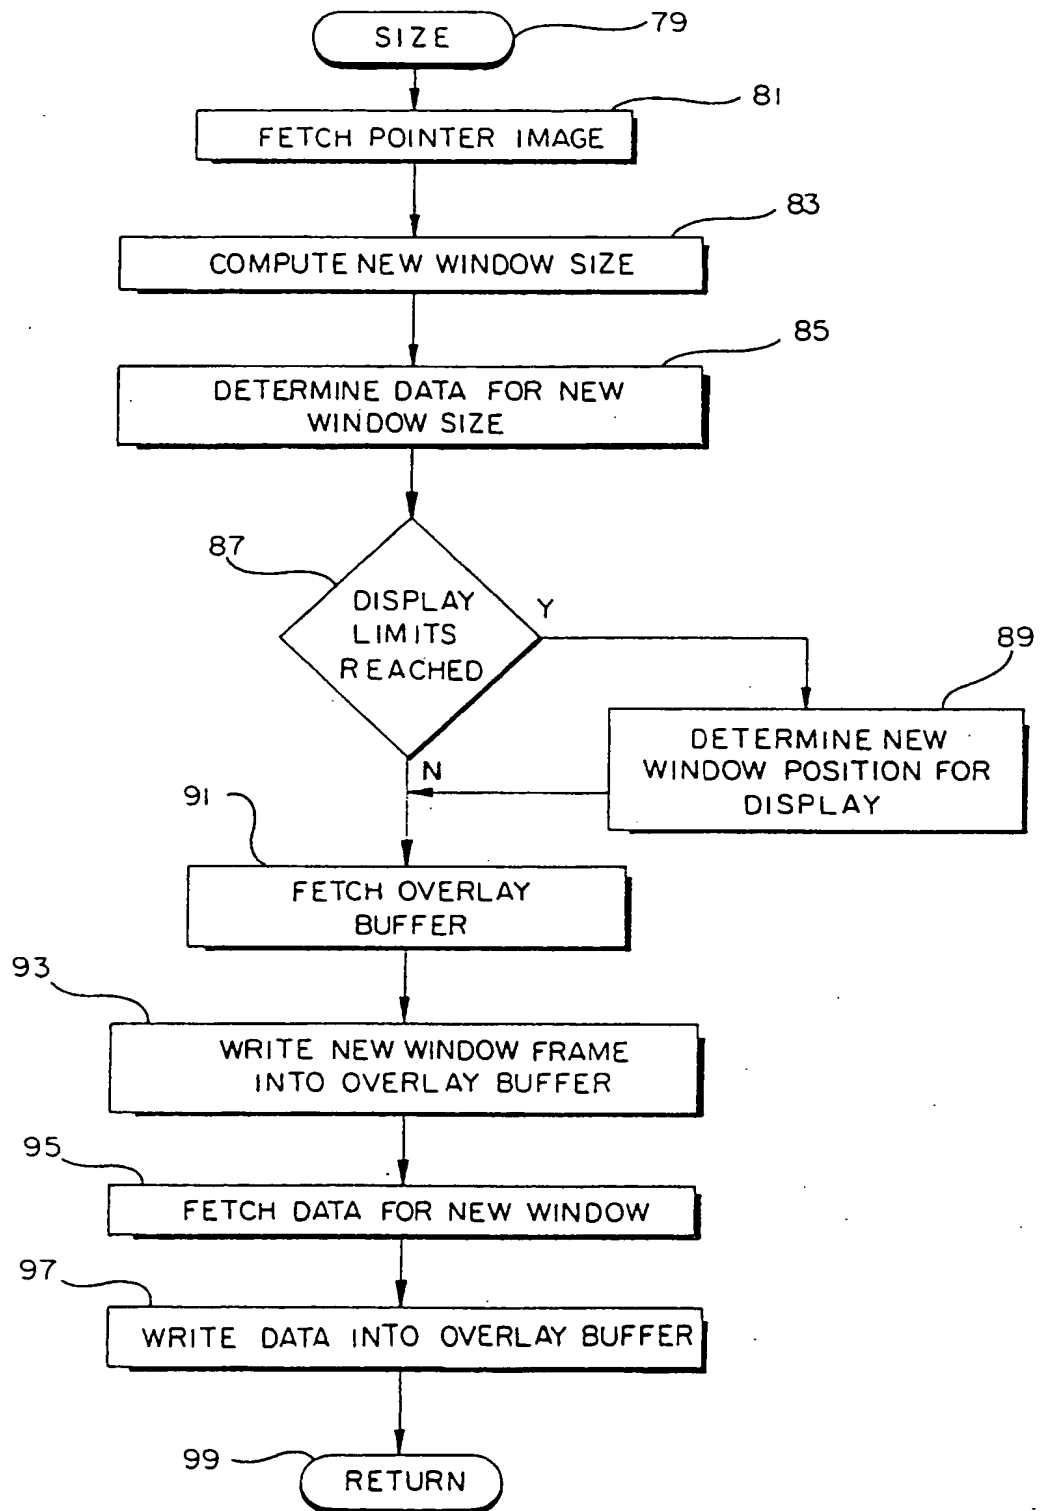 SIZE
79
81
FETCH POINTER IMAGE
83
COMPUTE NEW WINDOW SIZE
85
DETERMINE DATA FOR NEW
WINDOW SIZE
87
DISPLAY
LIMITS
REACHED
Y
89
DETERMINE NEW
WINDOW POSITION FOR
DISPLAY
N
91
FETCH OVERLAY
BUFFER
93
WRITE NEW WINDOW FRAME
INTO OVERLAY BUFFER
95
FETCH DATA FOR NEW WINDOW
97
WRITE DATA INTO OVERLAY BUFFER
99
RETURN